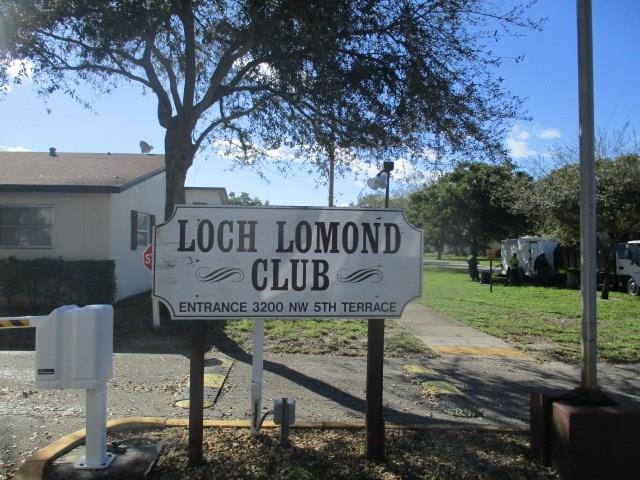 LOCH LOMOND
CLUB
ENTRANCE 3200 NW 5TH TERRACE